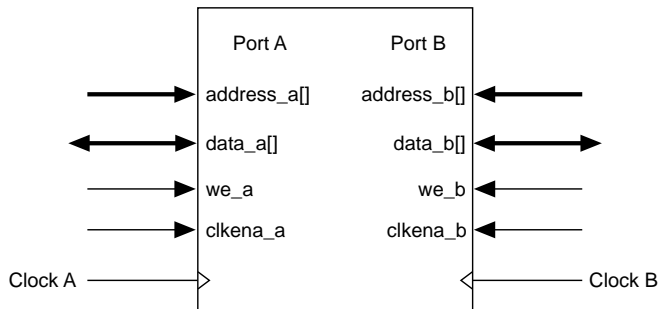 Port A Port B
address_a[] address_b[]
data_a[] data_b[]
we_a we_b
clkena_a clkena_b
Clock A Clock B